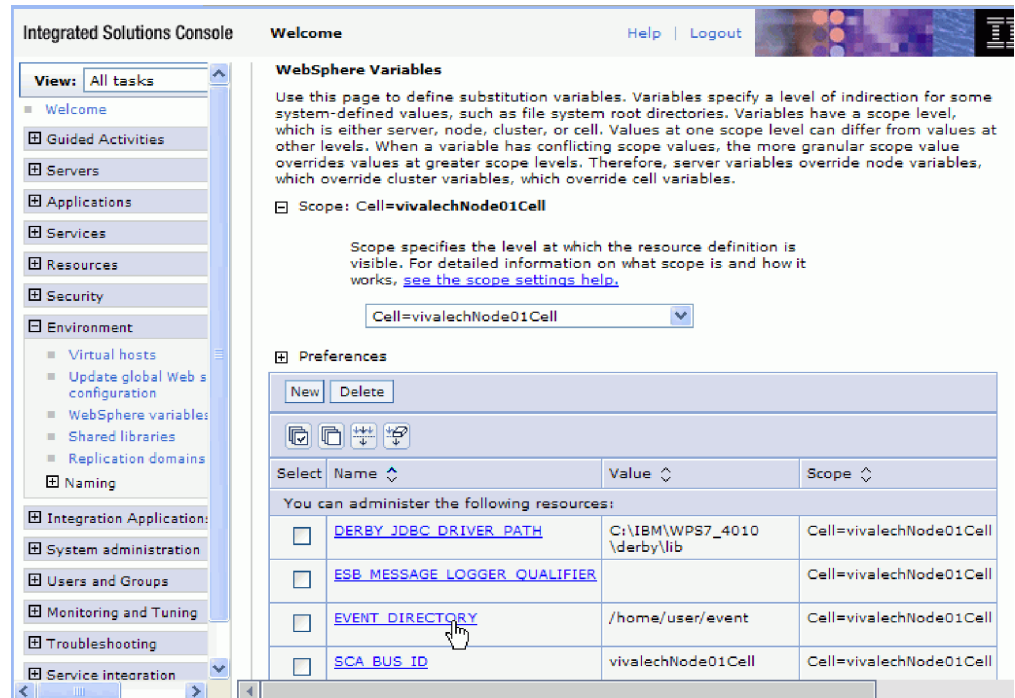 Integrated Solutions Console
Welcome
Help | Logout
View: All tasks
Welcome
Guided Activities
Servers
Applications
Services
Resources
Security
Environment
Virtual hosts
Update global Web s
configuration
WebSphere variables
Shared libraries
Replication domains
Naming
Integration Applications
System administration
Users and Groups
Monitoring and Tuning
Troubleshooting
Service integration
WebSphere Variables
Use this page to define substitution variables. Variables specify a level of indirection for some
system-defined values, such as file system root directories. Variables have a scope level,
which is either server, node, cluster, or cell. Values at one scope level can differ from values at
other levels. When a variable has conflicting scope values, the more granular scope value
overrides values at greater scope levels. Therefore, server variables override node variables,
which override cluster variables, which override cell variables.
Scope: Cell=vivalechNode01Cell
Scope specifies the level at which the resource definition is
visible. For detailed information on what scope is and how it
works, see the scope settings help.
Cell=vivalechNode01Cell
Preferences
New Delete
Select Name Value Scope
You can administer the following resources:
DERBY_JDBC_DRIVER_PATH C:\IBM\WPS7_4010 Cell=vivalechNode01Cell
\derby\lib
ESB_MESSAGE_LOGGER_QUALIFIER Cell=vivalechNode01Cell
EVENT_DIRECTORY /home/user/event Cell=vivalechNode01Cell
SCA_BUS_ID vivalechNode01Cell Cell=vivalechNode01Cell